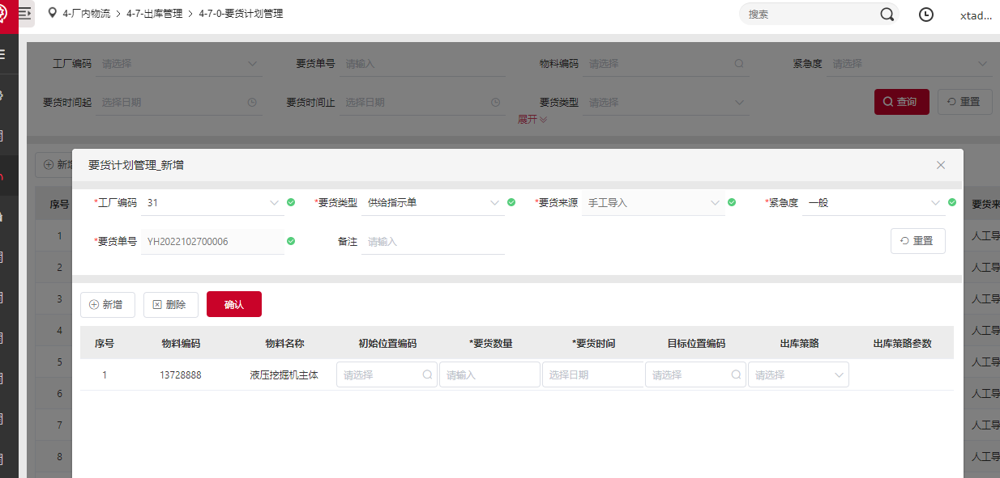 4-厂内物流 > 4-7-出库管理 > 4-7-0-要货计划管理
搜索
xtad...
工厂编码 请选择 要货单号 请输入 物料编码 请选择 紧急度 请选择
要货时间起 选择日期 要货时间止 选择日期 要货类型 请选择 查询 重置
展开
新增
要货计划管理_新增
序号
要货来
*工厂编码 31 *要货类型 供给指示单 *要货来源 手工导入 *紧急度 一般
1 人工导
*要货单号 YH2022102700006 备注 请输入 重置
2 人工导
3 人工导
新增 删除 确认
4 人工导
序号 物料编码 物料名称 初始位置编码 *要货数量 *要货时间 目标位置编码 出库策略 出库策略参数
5 人工导
1 13728888 液压挖掘机主体 请选择 请输入 选择日期 请选择 请选择
6 人工导
7 人工导
8 人工导